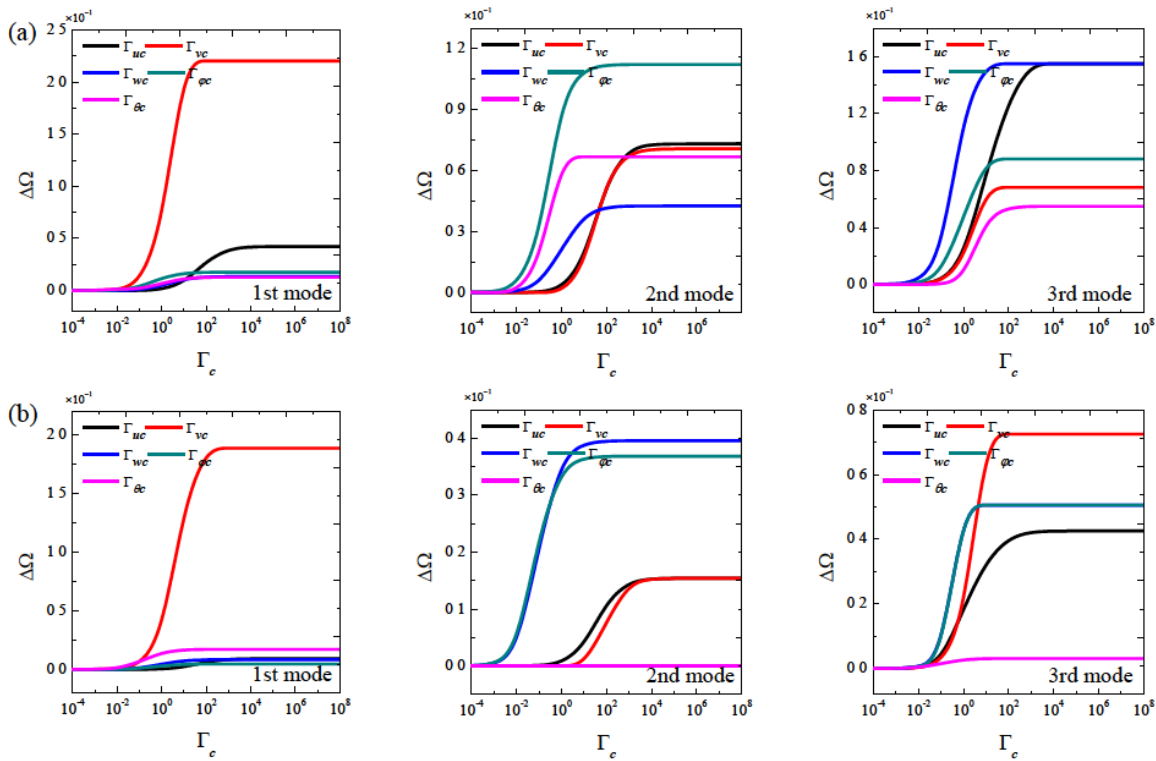 (a)
×10⁻¹
2 5
2 0
1 5
1 0
0 5
0 0
ΔΩ
Γuc Γvc
Γwc Γφc
Γθc
1st mode
10⁻⁴ 10⁻² 10⁰ 10² 10⁴ 10⁶ 10⁸
Γc
×10⁻¹
1 2
0 9
0 6
0 3
0 0
ΔΩ
Γuc Γvc
Γwc Γφc
Γθc
2nd mode
10⁻⁴ 10⁻² 10⁰ 10² 10⁴ 10⁶ 10⁸
Γc
×10⁻¹
1 6
1 2
0 8
0 4
0 0
ΔΩ
Γuc Γvc
Γwc Γφc
Γθc
3rd mode
10⁻⁴ 10⁻² 10⁰ 10² 10⁴ 10⁶ 10⁸
Γc
(b)
×10⁻¹
2 0
1 5
1 0
0 5
0 0
ΔΩ
Γuc Γvc
Γwc Γφc
Γθc
1st mode
10⁻⁴ 10⁻² 10⁰ 10² 10⁴ 10⁶ 10⁸
Γc
×10⁻¹
0 4
0 3
0 2
0 1
0 0
ΔΩ
Γuc Γvc
Γwc Γφc
Γθc
2nd mode
10⁻⁴ 10⁻² 10⁰ 10² 10⁴ 10⁶ 10⁸
Γc
×10⁻¹
0 8
0 6
0 4
0 2
0 0
ΔΩ
Γuc Γvc
Γwc Γφc
Γθc
3rd mode
10⁻⁴ 10⁻² 10⁰ 10² 10⁴ 10⁶ 10⁸
Γc